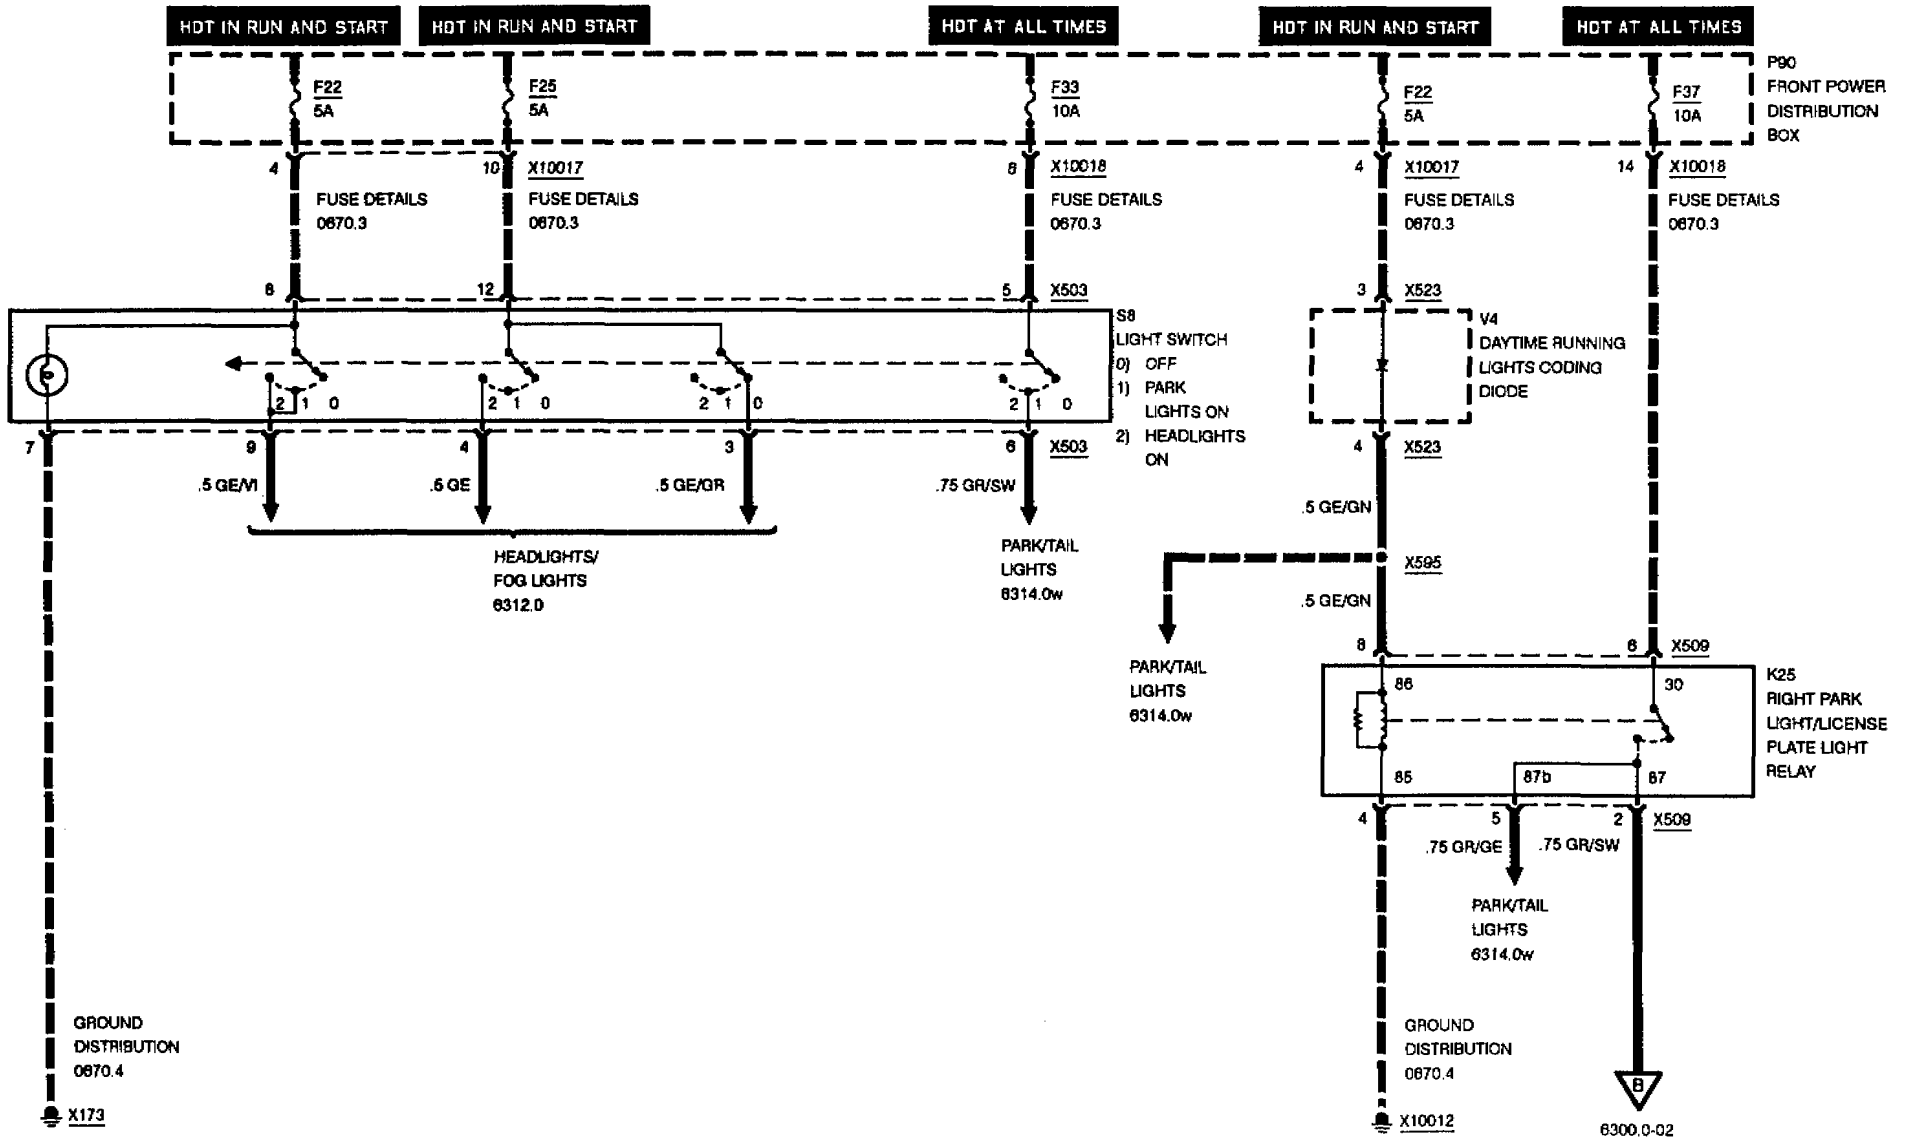 HOT IN RUN AND START
HOT IN RUN AND START
HOT AT ALL TIMES
HOT IN RUN AND START
HOT AT ALL TIMES
F22
5A
F25
5A
F33
10A
F22
5A
F37
10A
P90
FRONT POWER
DISTRIBUTION
BOX
4
10
X10017
8
X10018
4
X10017
14
X10018
FUSE DETAILS
0670.3
FUSE DETAILS
0670.3
FUSE DETAILS
0670.3
FUSE DETAILS
0670.3
FUSE DETAILS
0670.3
8
12
5
X503
3
X523
S8
LIGHT SWITCH
0) OFF
1) PARK
LIGHTS ON
2) HEADLIGHTS
ON
V4
DAYTIME RUNNING
LIGHTS CODING
DIODE
2 1 0
2 1 0
2 1 0
2 1 0
7
9
4
3
6
X503
4
X523
.5 GE/VI
.5 GE
.5 GE/GR
.75 GR/SW
.5 GE/GN
HEADLIGHTS/
FOG LIGHTS
6312.0
PARK/TAIL
LIGHTS
6314.0w
X595
.5 GE/GN
PARK/TAIL
LIGHTS
6314.0w
8
6
X509
86
30
K25
RIGHT PARK
LIGHT/LICENSE
PLATE LIGHT
RELAY
85
87b
87
4
5
2
X509
.75 GR/GE
.75 GR/SW
PARK/TAIL
LIGHTS
6314.0w
GROUND
DISTRIBUTION
0670.4
X173
GROUND
DISTRIBUTION
0670.4
X10012
B
6300.0-02